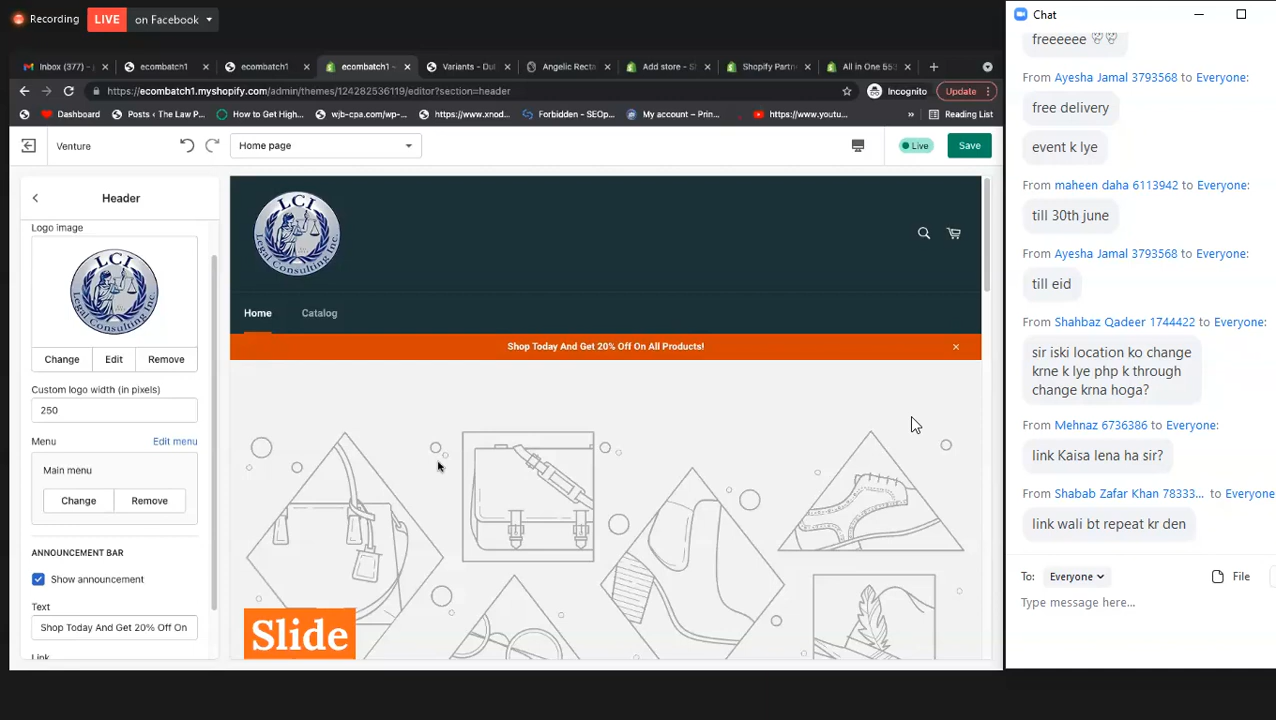 Recording LIVE on Facebook
Inbox (377) –
ecombatch1
ecombatch1
ecombatch1 ~
Variants - Dul
Angelic Recta
Add store - S
Shopify Partne
All in One 553
https://ecombatch1.myshopify.com/admin/themes/124282536119/editor?section=header
Incognito
Update
Dashboard
Posts ‹ The Law P...
How to Get High...
wjb-cpa.com/wp-...
https://www.xnod...
Forbidden - SEOp...
My account – Prim...
https://www.youtu...
»
Reading List
Venture
Home page
Live
Save
Header
Logo image
LCI
Legal Consulting Inc.
Change
Edit
Remove
Custom logo width (in pixels)
250
Menu
Edit menu
Main menu
Change
Remove
ANNOUNCEMENT BAR
Show announcement
Text
Shop Today And Get 20% Off On
Link
LCI
Legal Consulting Inc.
Home
Catalog
Shop Today And Get 20% Off On All Products!
Slide
Chat
freeeeee
From Ayesha Jamal 3793568 to Everyone:
free delivery
event k lye
From maheen daha 6113942 to Everyone:
till 30th june
From Ayesha Jamal 3793568 to Everyone:
till eid
From Shahbaz Qadeer 1744422 to Everyone:
sir iski location ko change
krne k lye php k through
change krna hoga?
From Mehnaz 6736386 to Everyone:
link Kaisa lena ha sir?
From Shabab Zafar Khan 78333... to Everyone
link wali bt repeat kr den
To: Everyone
File
Type message here...